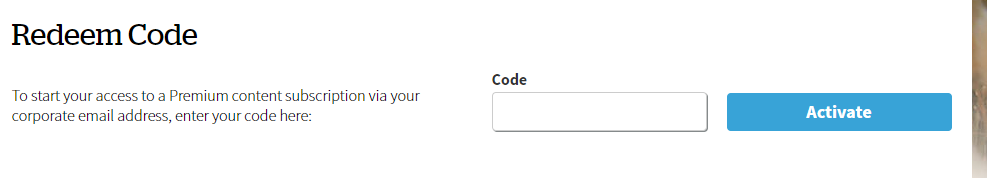 Redeem Code
Code
To start your access to a Premium content subscription via your
corporate email address, enter your code here:
Activate